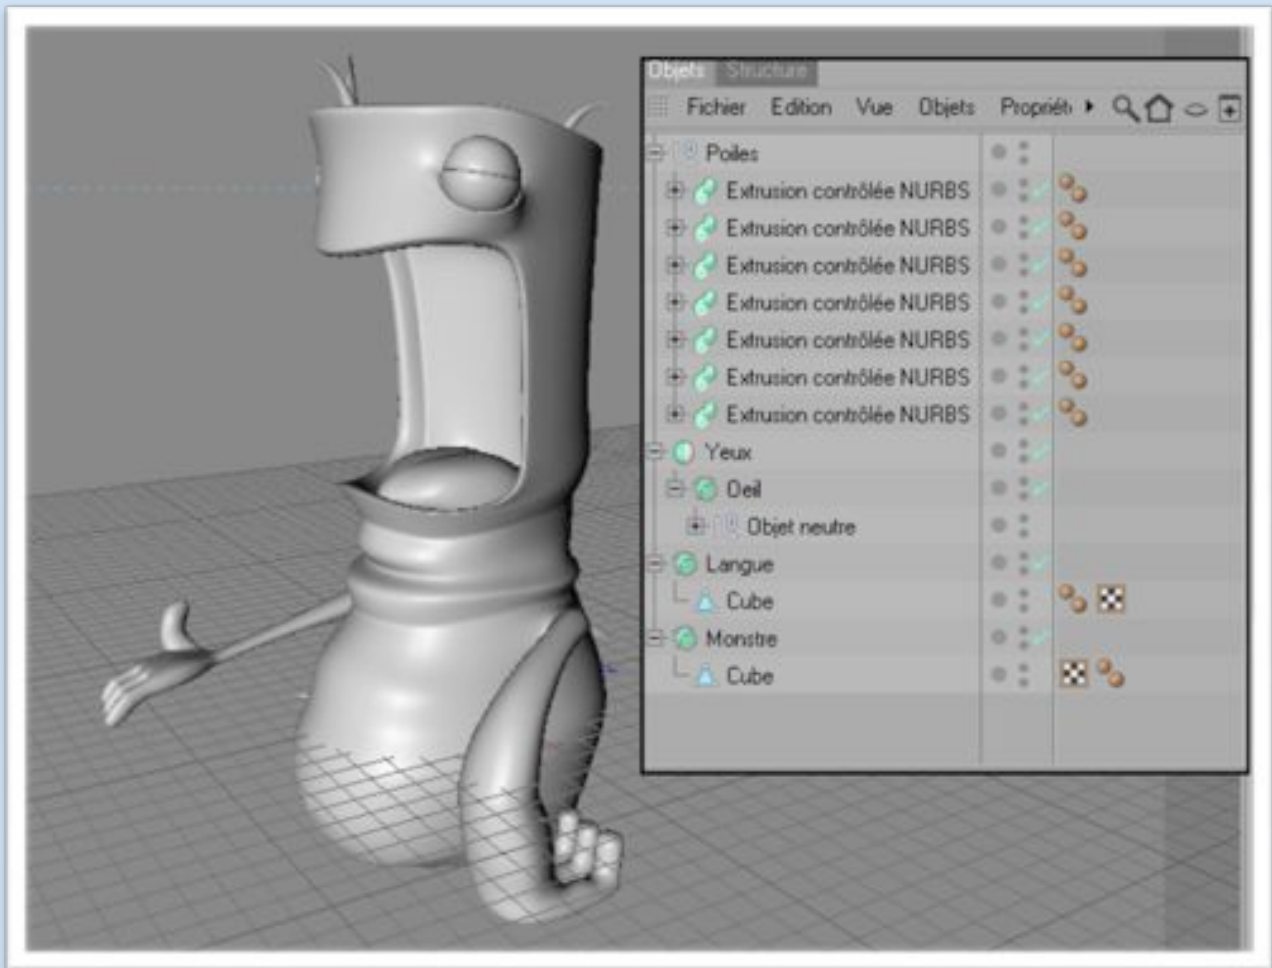 Objets Structure
Fichier Edition Vue Objets Propriét
Poiles
Extrusion contrôlée NURBS
Extrusion contrôlée NURBS
Extrusion contrôlée NURBS
Extrusion contrôlée NURBS
Extrusion contrôlée NURBS
Extrusion contrôlée NURBS
Extrusion contrôlée NURBS
Yeux
Oeil
Objet neutre
Langue
Cube
Monstre
Cube